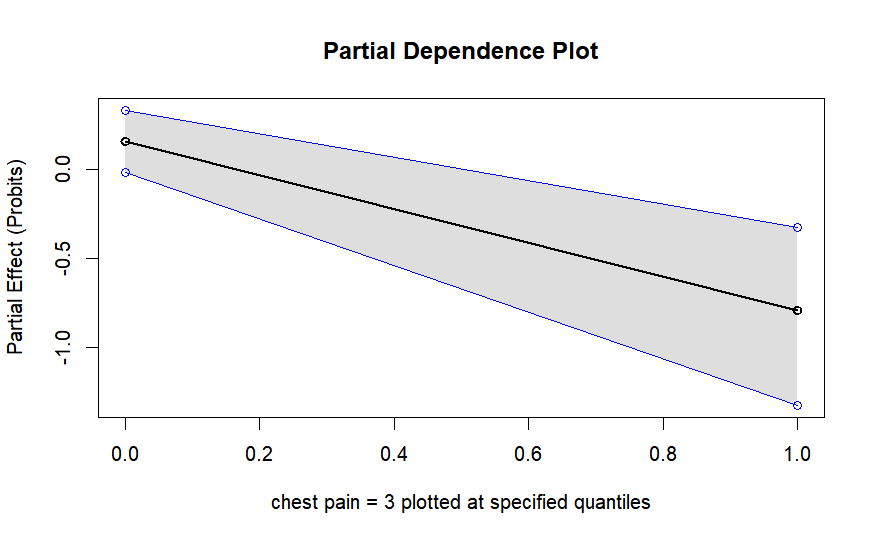 Partial Dependence Plot
Partial Effect (Probits)
0.0
-0.5
-1.0
0.0 0.2 0.4 0.6 0.8 1.0
chest pain = 3 plotted at specified quantiles